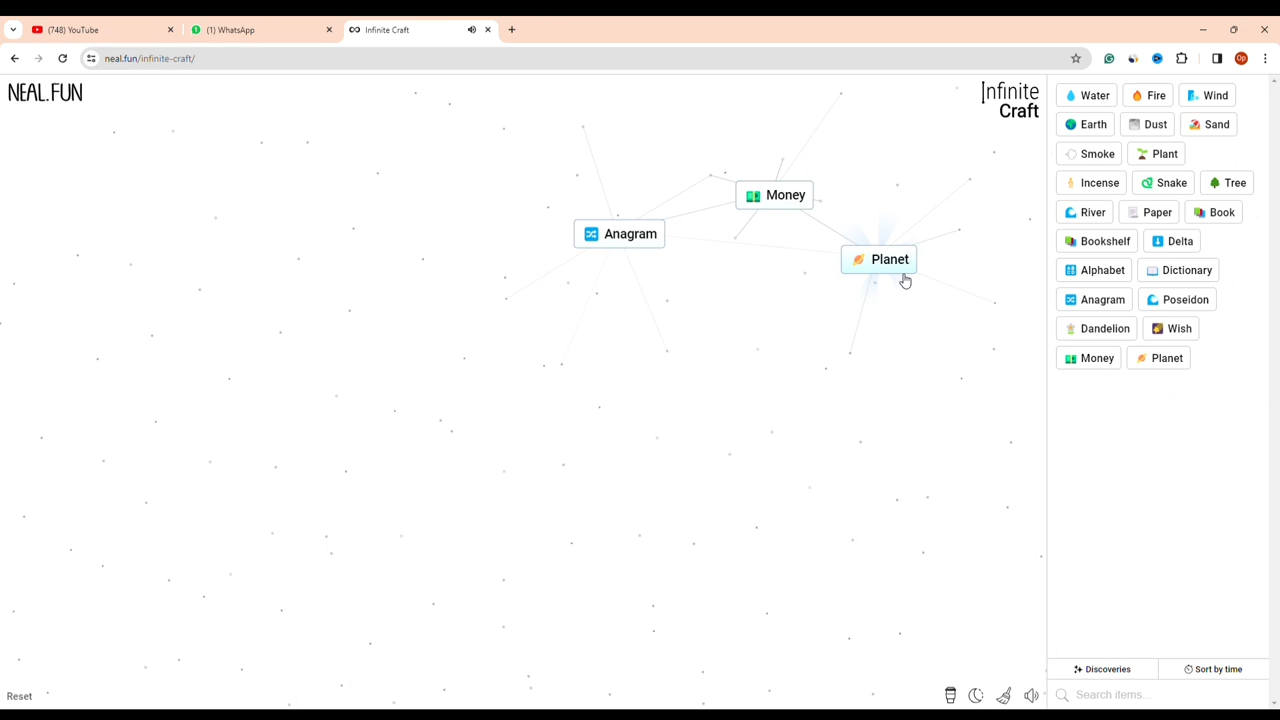 (748) YouTube
(1) WhatsApp
Infinite Craft
neal.fun/infinite-craft/
Op
NEAL.FUN
Infinite
Craft
Money
Anagram
Planet
Water Fire Wind
Earth Dust Sand
Smoke Plant
Incense Snake Tree
River Paper Book
Bookshelf Delta
Alphabet Dictionary
Anagram Poseidon
Dandelion Wish
Money Planet
Discoveries Sort by time
Reset
Search items...